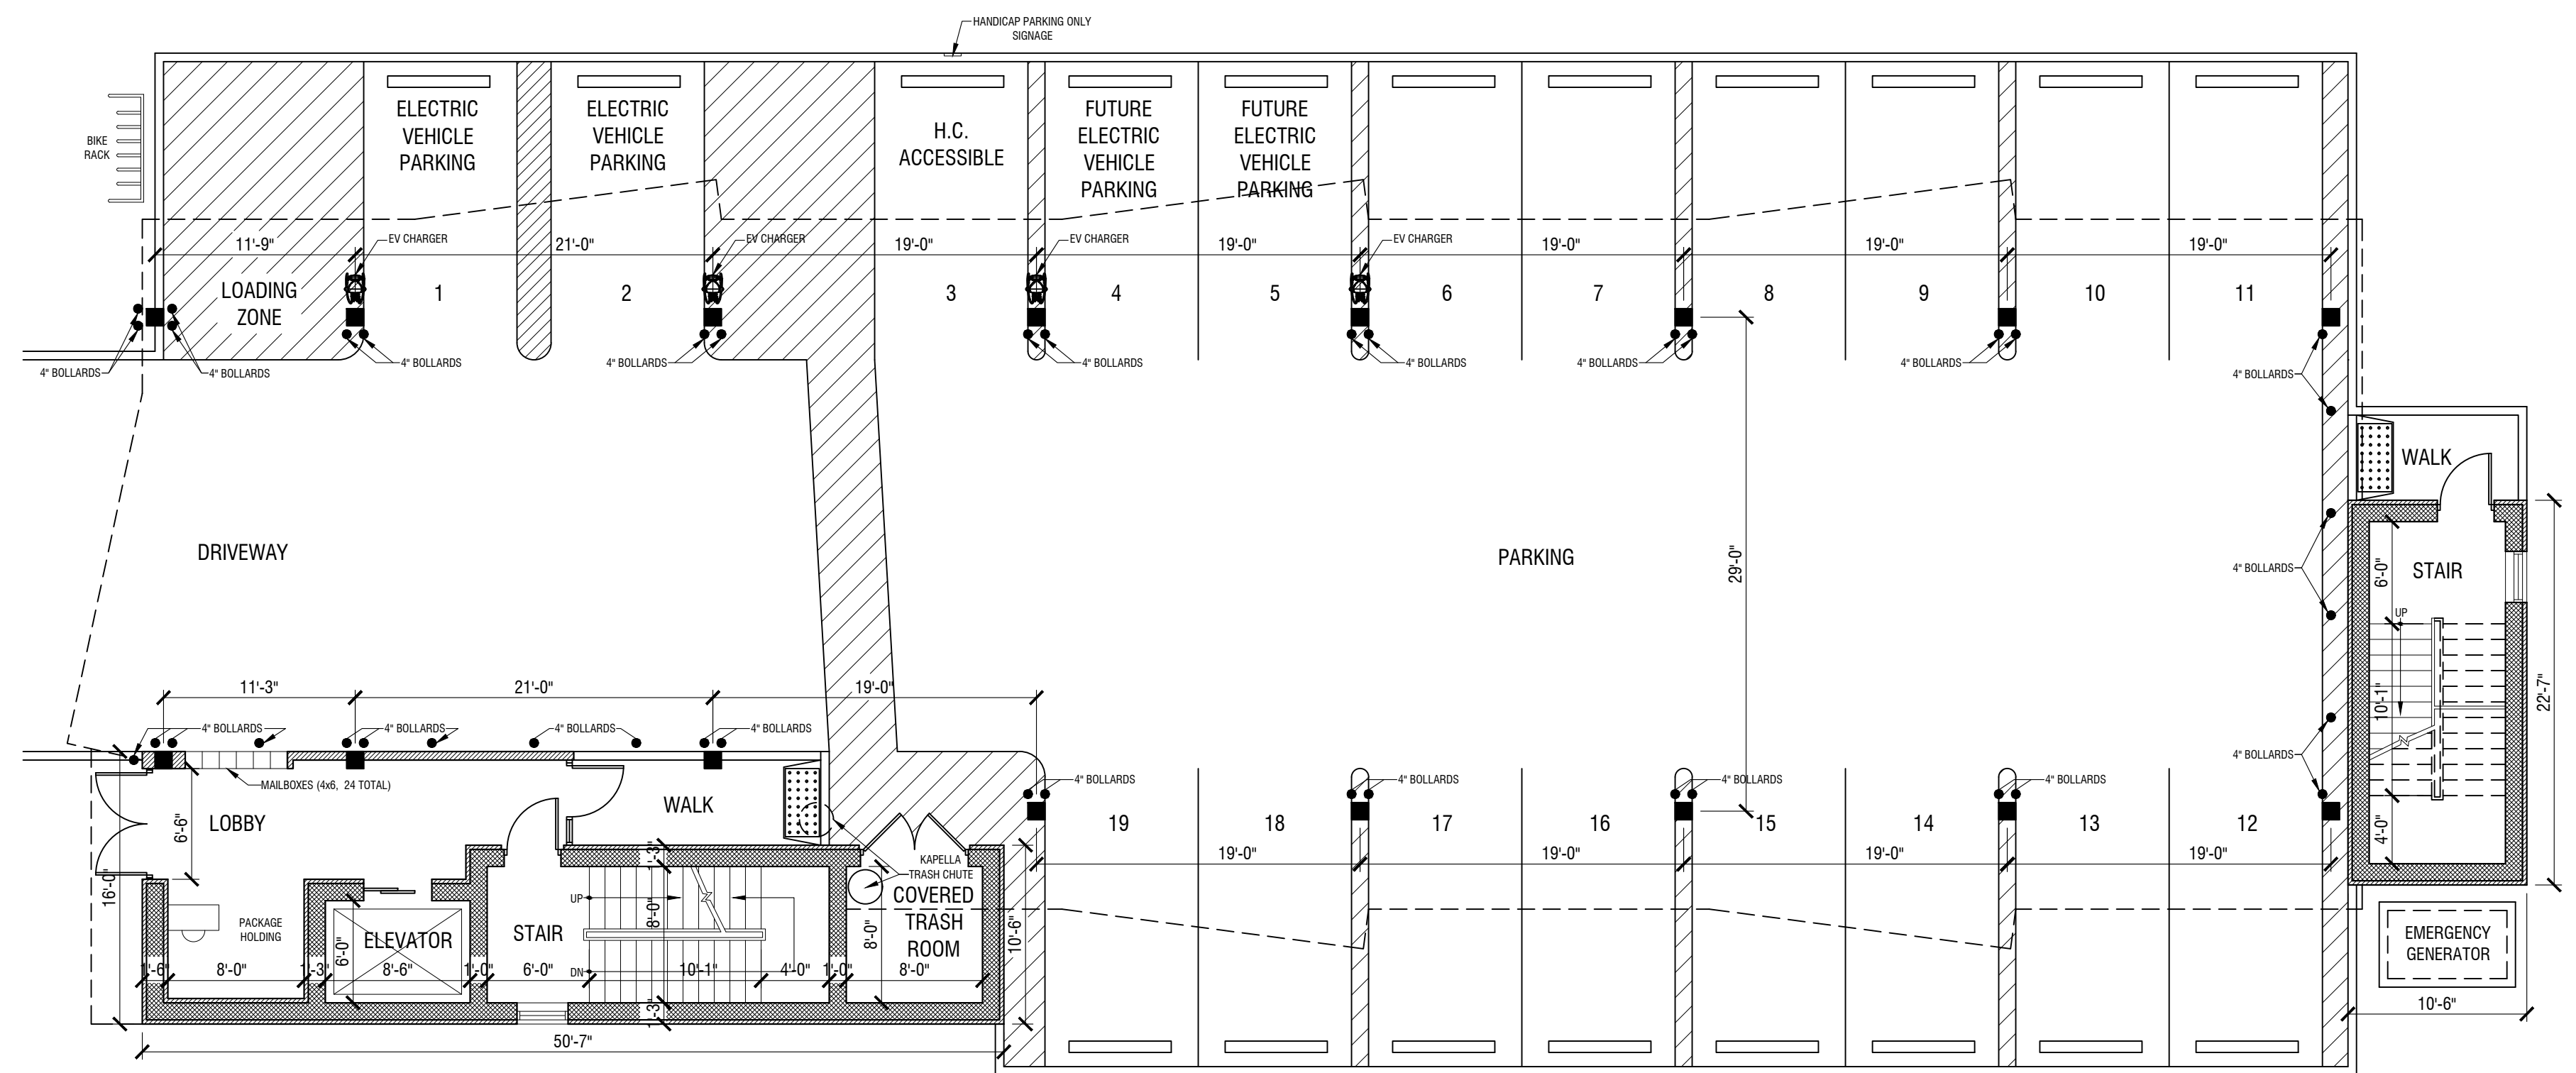 HANDICAP PARKING ONLY
SIGNAGE
BIKE
RACK
ELECTRIC
VEHICLE
PARKING
ELECTRIC
VEHICLE
PARKING
H.C.
ACCESSIBLE
FUTURE
ELECTRIC
VEHICLE
PARKING
FUTURE
ELECTRIC
VEHICLE
PARKING
11'-9"
21'-0"
19'-0"
19'-0"
19'-0"
19'-0"
19'-0"
EV CHARGER
EV CHARGER
EV CHARGER
EV CHARGER
LOADING
ZONE
1
2
3
4
5
6
7
8
9
10
11
4" BOLLARDS
4" BOLLARDS
4" BOLLARDS
4" BOLLARDS
4" BOLLARDS
4" BOLLARDS
4" BOLLARDS
4" BOLLARDS
4" BOLLARDS
WALK
DRIVEWAY
PARKING
29'-0"
4" BOLLARDS
STAIR
6'-0"
UP
10'-1"
4'-0"
22'-7"
4" BOLLARDS
11'-3"
21'-0"
19'-0"
4" BOLLARDS
4" BOLLARDS
4" BOLLARDS
4" BOLLARDS
MAILBOXES (4x6, 24 TOTAL)
4" BOLLARDS
4" BOLLARDS
4" BOLLARDS
4" BOLLARDS
LOBBY
6'-6"
WALK
19
18
17
16
15
14
13
12
19'-0"
19'-0"
19'-0"
19'-0"
16'-0"
1'-3"
KAPELLA
TRASH CHUTE
COVERED
TRASH
ROOM
PACKAGE
HOLDING
ELEVATOR
6'-0"
STAIR
UP
DN
8'-0"
8'-0"
10'-6"
1'-6"
8'-0"
1'-3"
8'-6"
1'-0"
6'-0"
10'-1"
4'-0"
1'-0"
8'-0"
1'-3"
50'-7"
EMERGENCY
GENERATOR
10'-6"